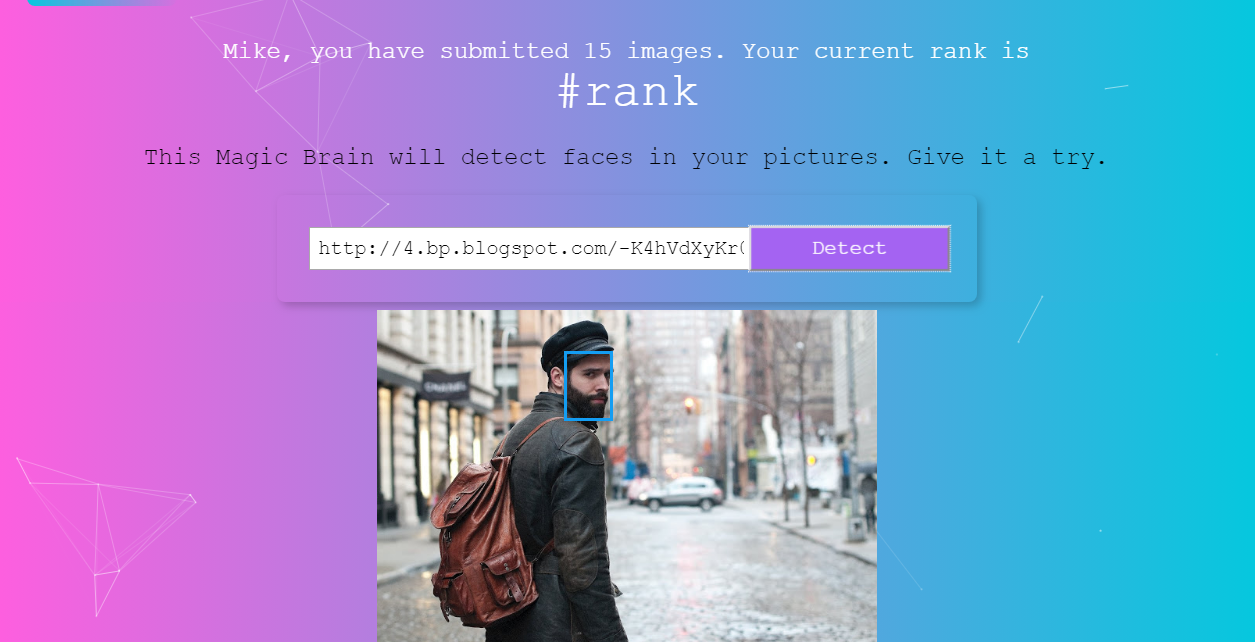 Mike, you have submitted 15 images. Your current rank is
#rank
This Magic Brain will detect faces in your pictures. Give it a try.
http://4.bp.blogspot.com/-K4hVdXyKr
Detect
CHANEL